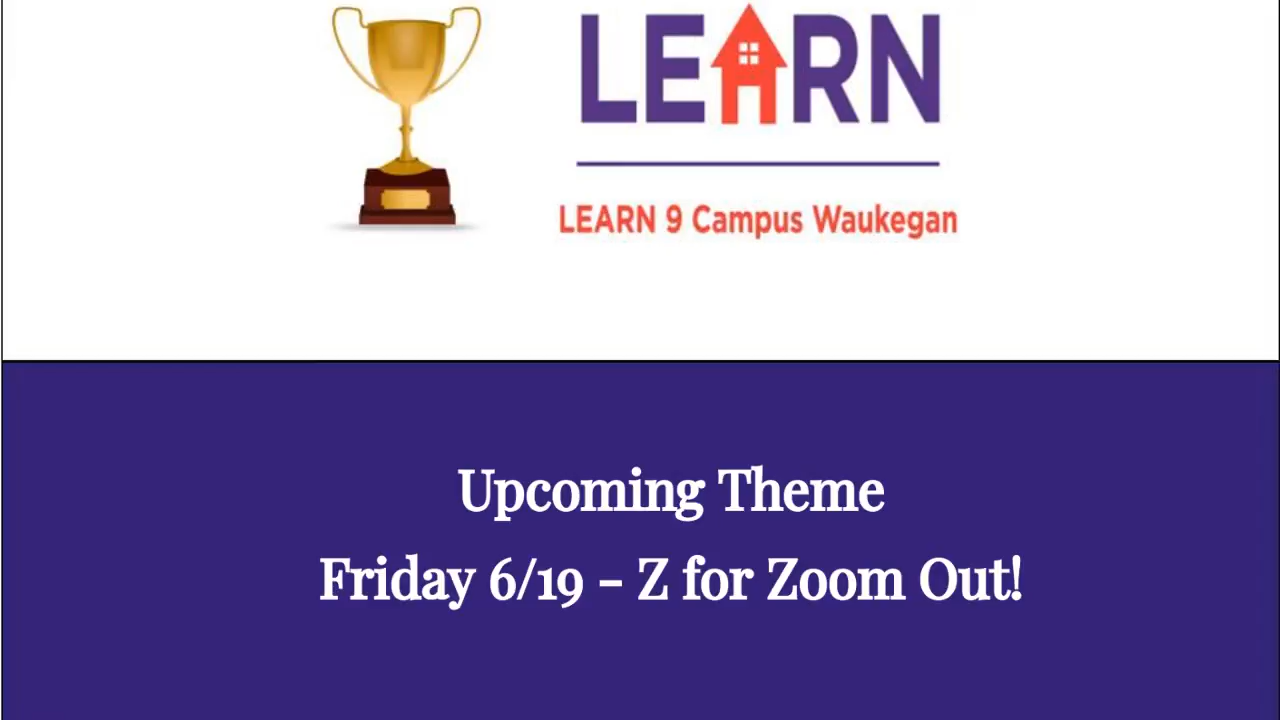 LEARN
LEARN 9 Campus Waukegan
Upcoming Theme
Friday 6/19 - Z for Zoom Out!